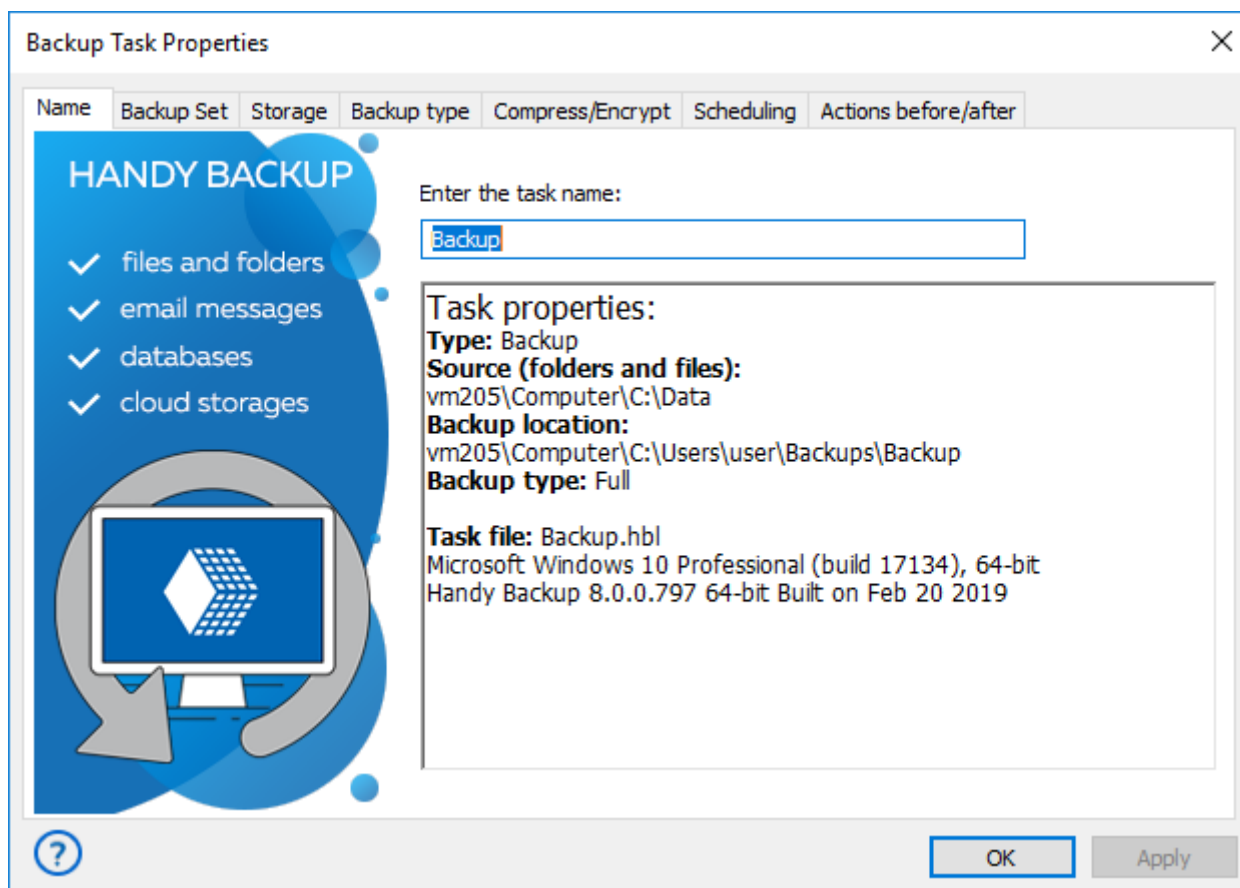 Backup Task Properties
Name Backup Set Storage Backup type Compress/Encrypt Scheduling Actions before/after
HANDY BACKUP
files and folders
email messages
databases
cloud storages
Enter the task name:
Backup
Task properties:
Type: Backup
Source (folders and files):
vm205\Computer\C:\Data
Backup location:
vm205\Computer\C:\Users\user\Backups\Backup
Backup type: Full
Task file: Backup.hbl
Microsoft Windows 10 Professional (build 17134), 64-bit
Handy Backup 8.0.0.797 64-bit Built on Feb 20 2019
?
OK Apply